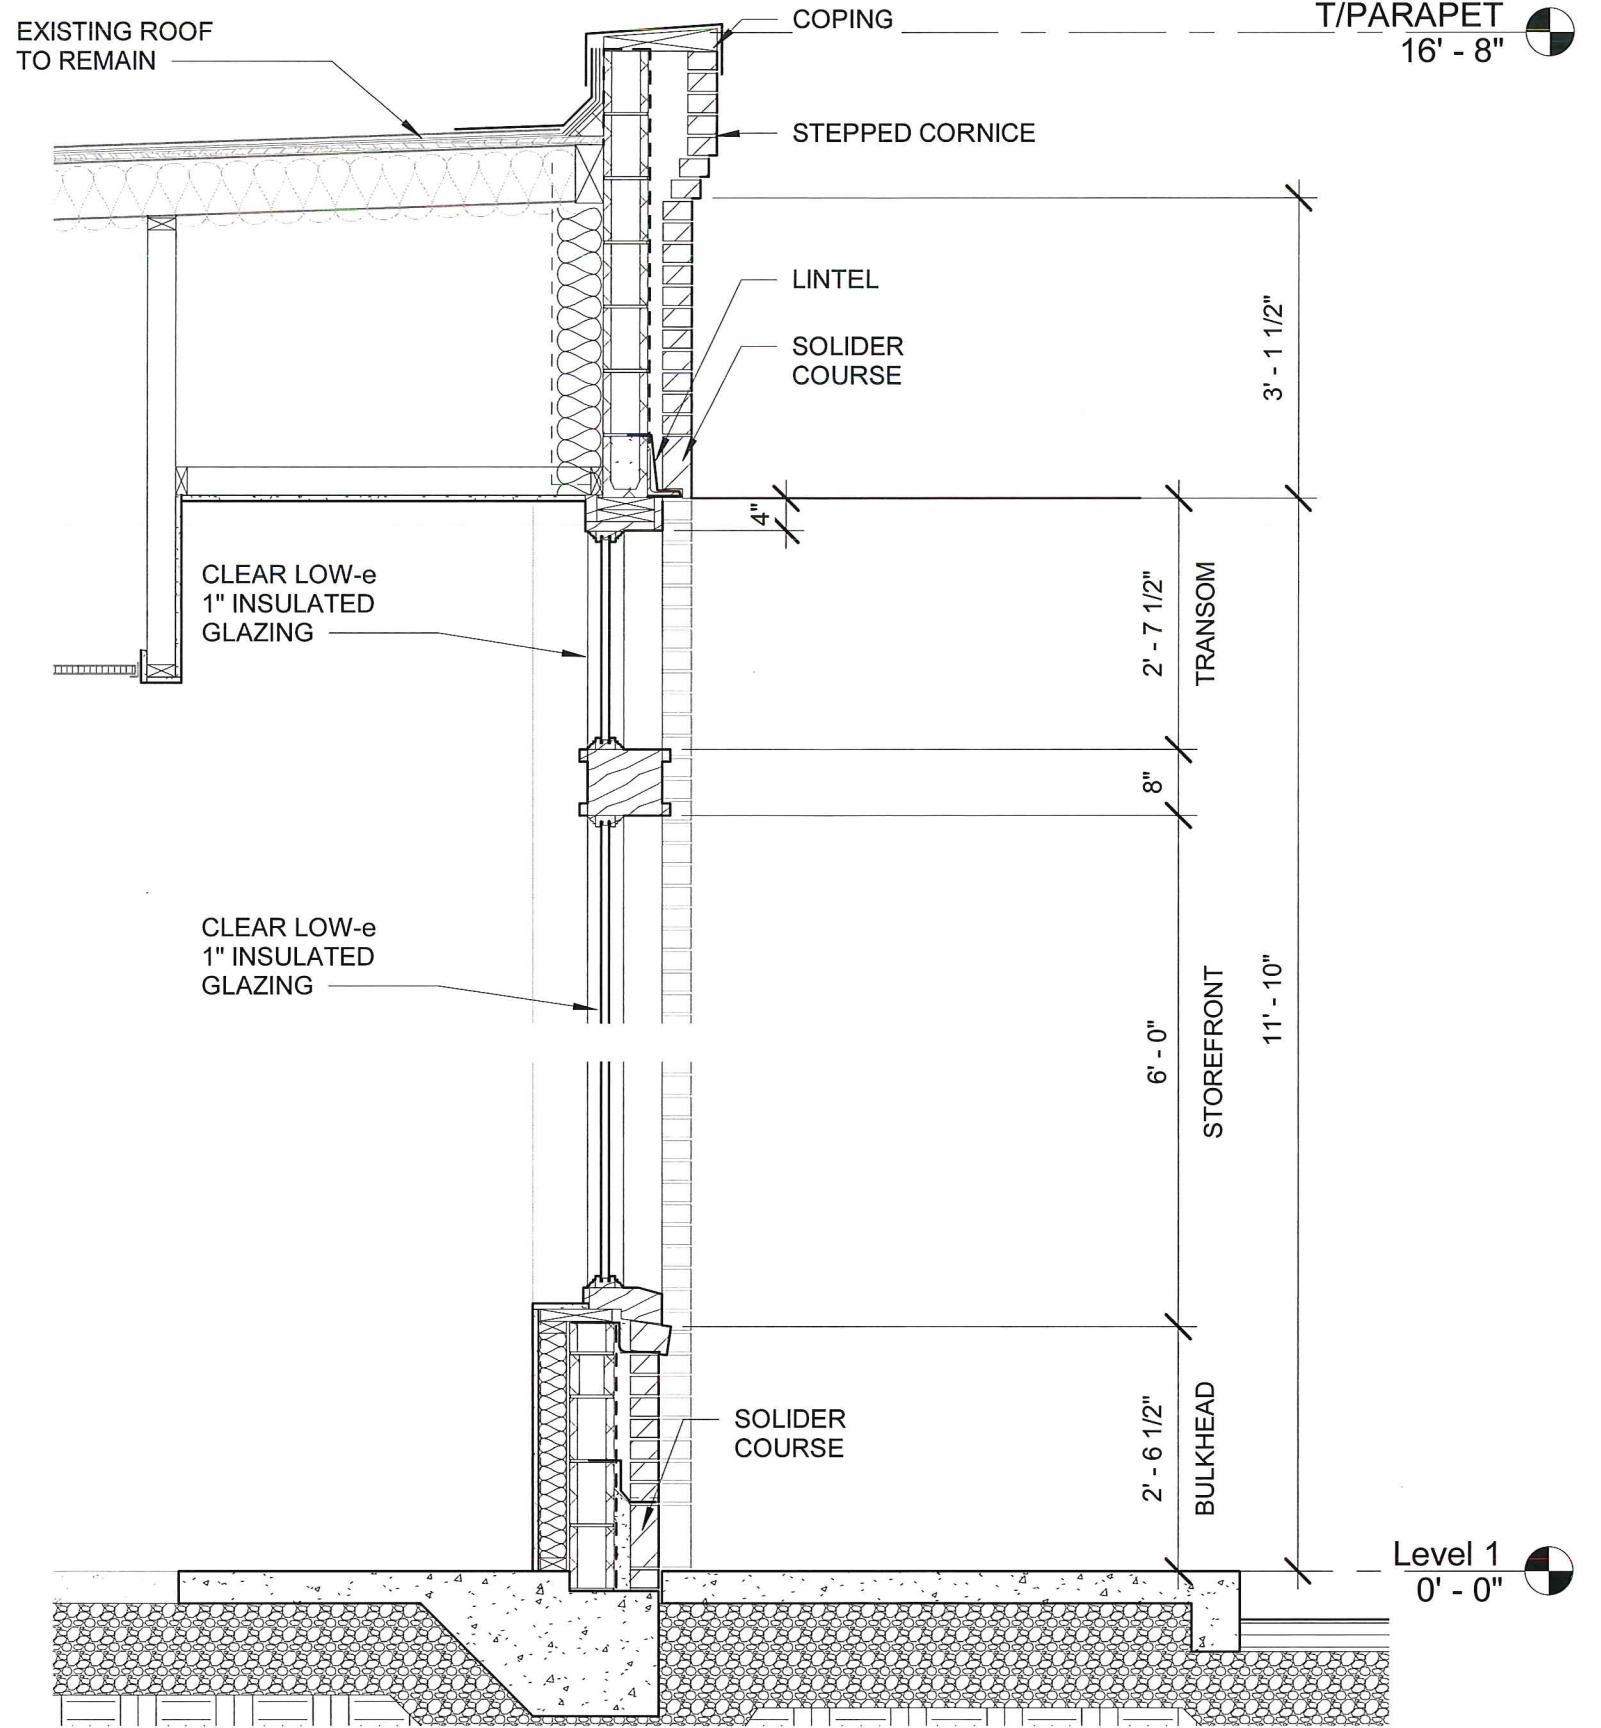 T/PARAPET
16' - 8"
COPING
EXISTING ROOF
TO REMAIN
STEPPED CORNICE
LINTEL
SOLIDER
COURSE
3' - 1 1/2"
4"
CLEAR LOW-e
1" INSULATED
GLAZING
2' - 7 1/2"
TRANSOM
8"
CLEAR LOW-e
1" INSULATED
GLAZING
6' - 0"
STOREFRONT
11' - 10"
SOLIDER
COURSE
2' - 6 1/2"
BULKHEAD
Level 1
0' - 0"